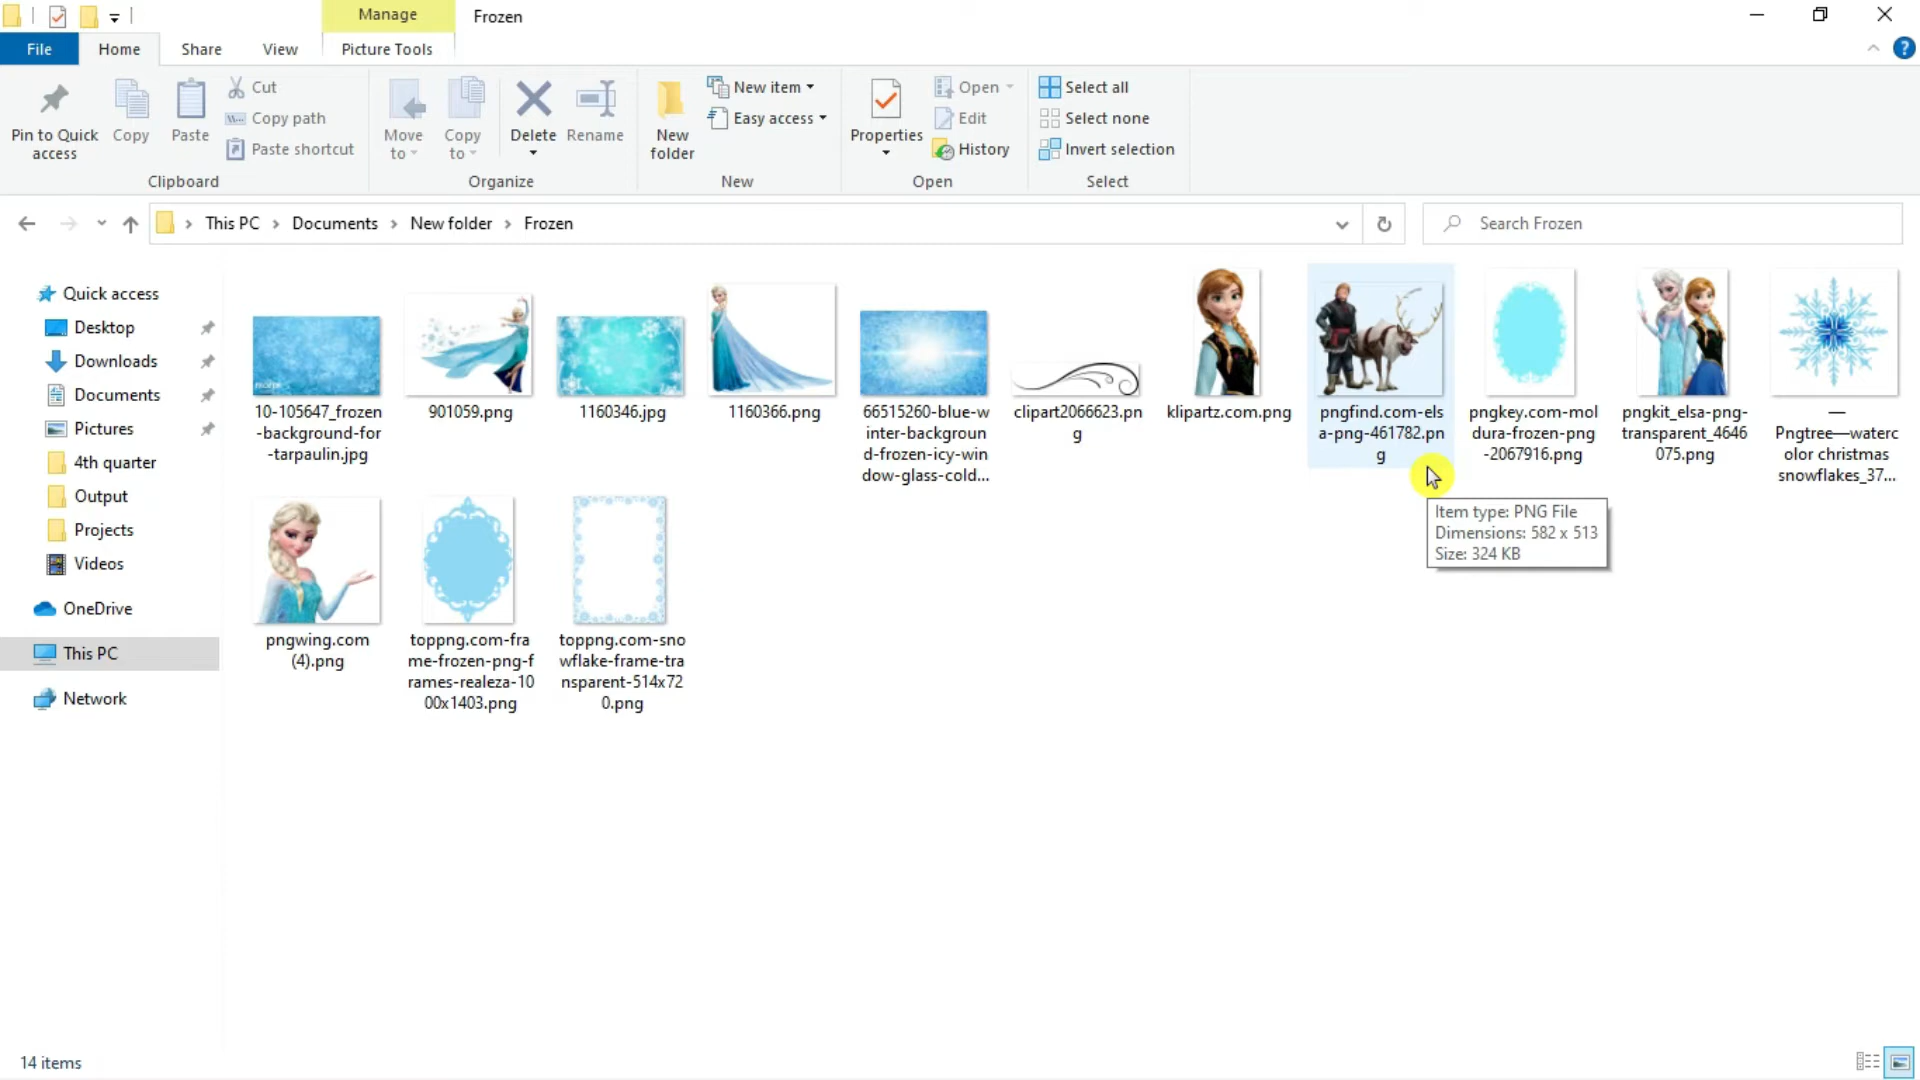 Manage
Frozen
File
Home
Share
View
Picture Tools
Pin to Quick
access
Copy
Paste
Cut
Copy path
Paste shortcut
Clipboard
Move
to
Copy
to
Delete
Rename
Organize
New
folder
New item
Easy access
New
Properties
Open
Edit
History
Open
Select all
Select none
Invert selection
Select
This PC
Documents
New folder
Frozen
Search Frozen
Quick access
Desktop
Downloads
Documents
Pictures
4th quarter
Output
Projects
Videos
OneDrive
This PC
Network
10-105647_frozen
-background-for
-tarpaulin.jpg
901059.png
1160346.jpg
1160366.png
66515260-blue-w
inter-backgroun
d-frozen-icy-win
dow-glass-cold...
clipart2066623.pn
g
klipartz.com.png
pngfind.com-els
a-png-461782.pn
g
pngkey.com-mol
dura-frozen-png
-2067916.png
pngkit_elsa-png-
transparent_4646
075.png
—
Pngtree—waterc
olor christmas
snowflakes_37...
Item type: PNG File
Dimensions: 582 x 513
Size: 324 KB
pngwing.com
(4).png
toppng.com-fra
me-frozen-png-f
rames-realeza-10
00x1403.png
toppng.com-sno
wflake-frame-tra
nsparent-514x72
0.png
14 items